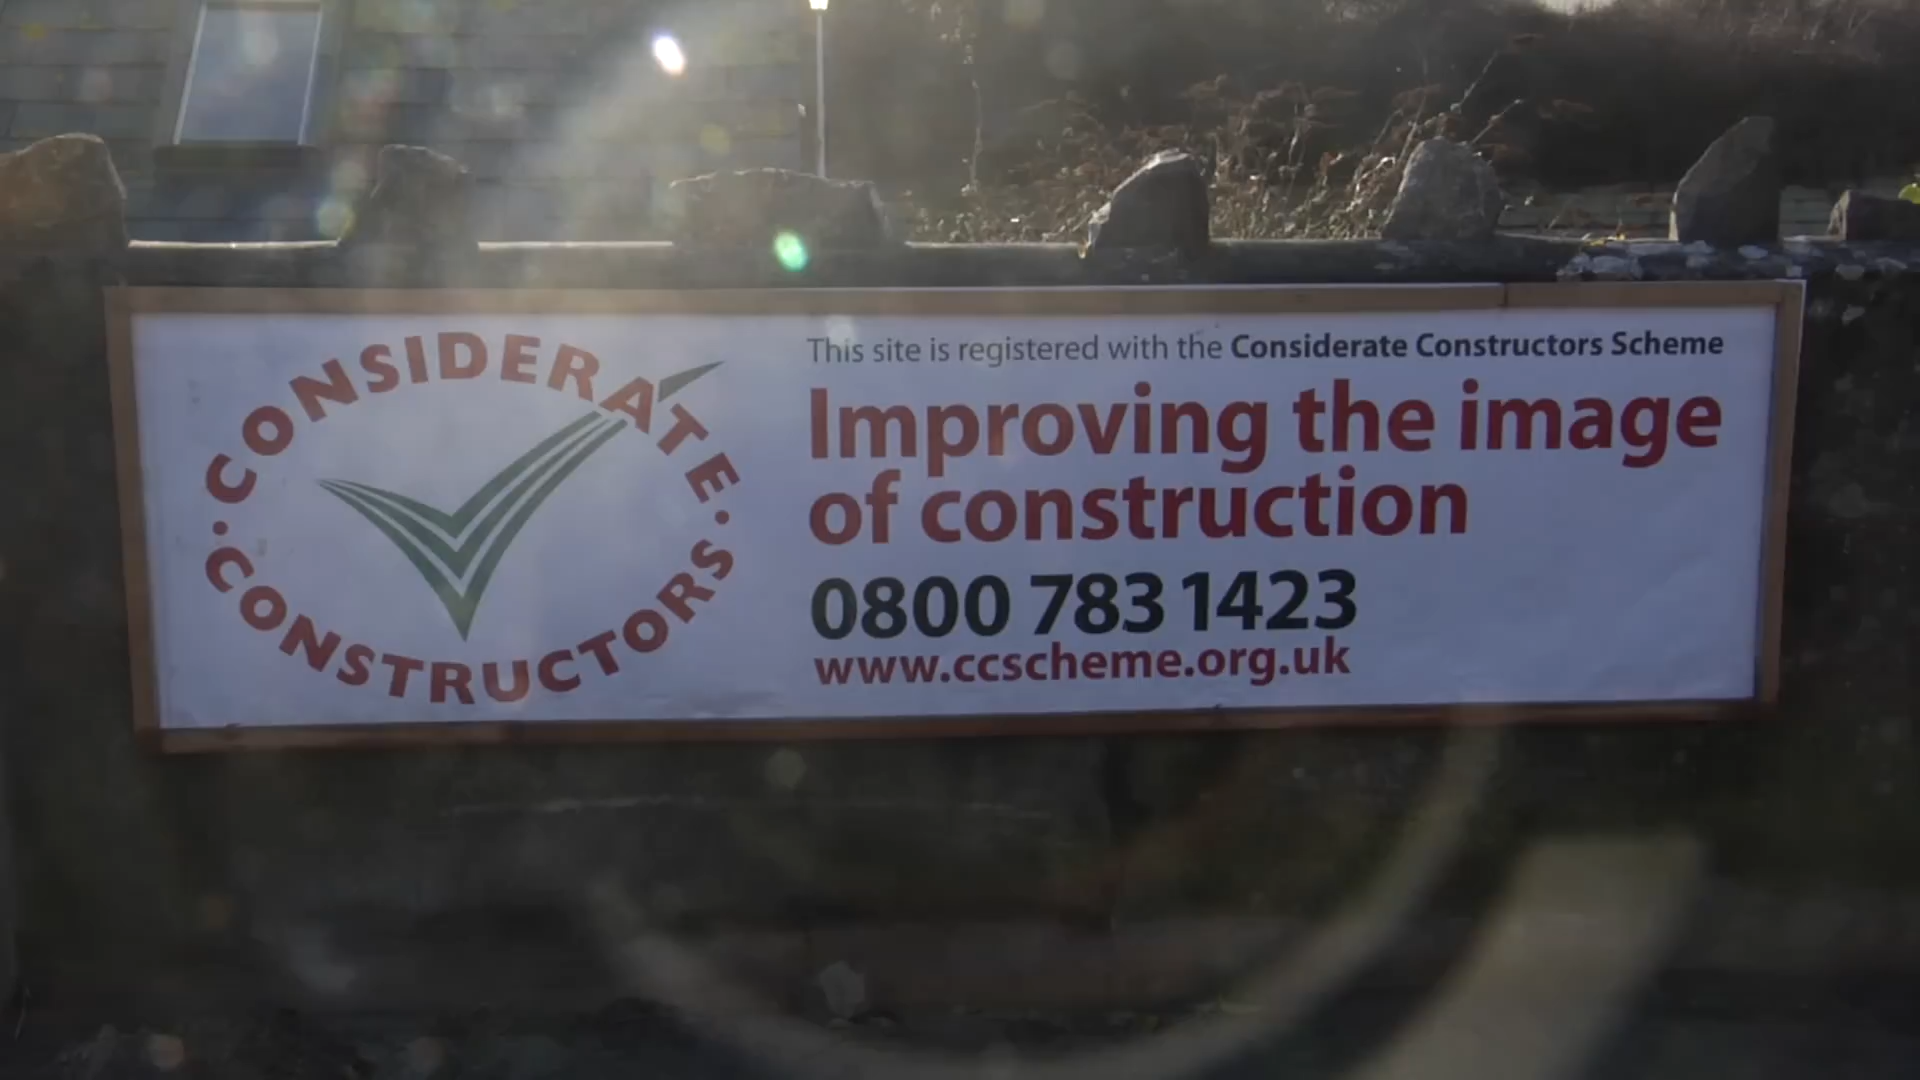 CONSIDERATE
· CONSTRUCTORS ·
This site is registered with the Considerate Constructors Scheme
Improving the image
of construction
0800 783 1423
www.ccscheme.org.uk